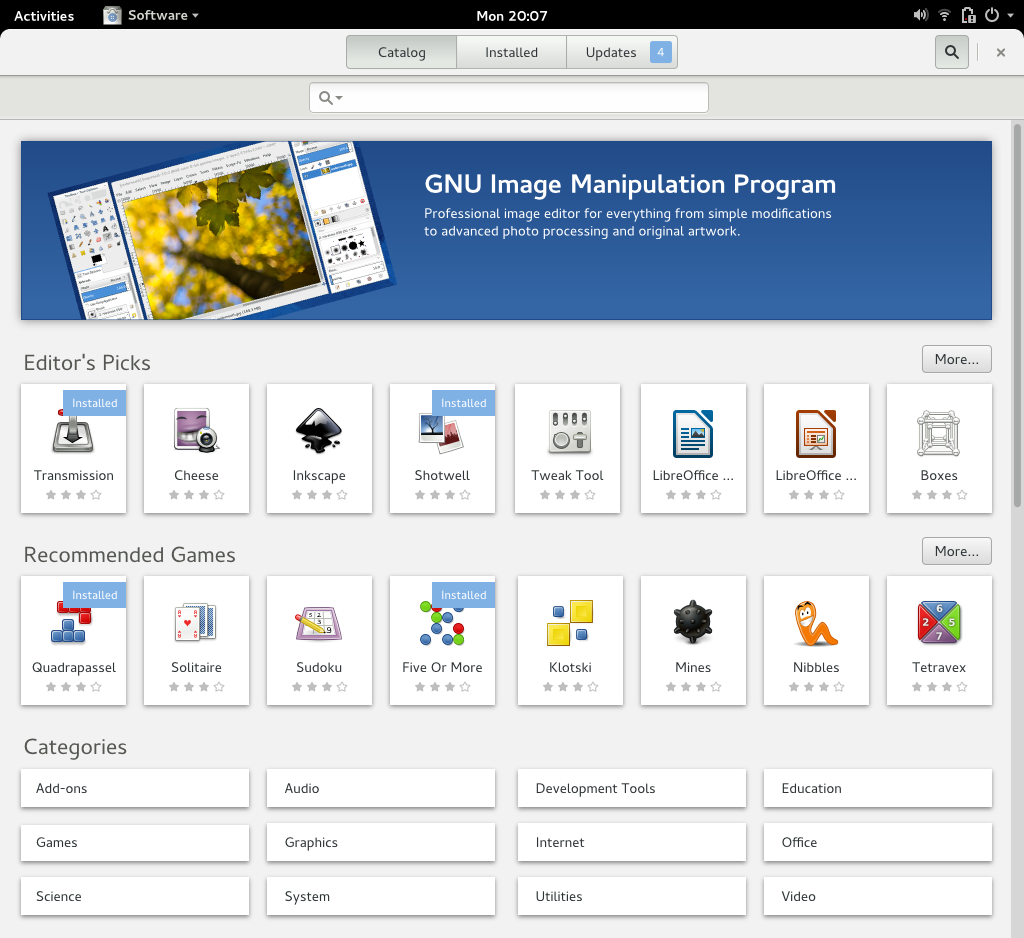 Activities Software Mon 20:07
Catalog Installed Updates 4
GNU Image Manipulation Program
Professional image editor for everything from simple modifications
to advanced photo processing and original artwork.
Editor's Picks More...
Installed Installed
Transmission Cheese Inkscape Shotwell Tweak Tool LibreOffice ... LibreOffice ... Boxes
Recommended Games More...
Installed Installed
Quadrapassel Solitaire Sudoku Five Or More Klotski Mines Nibbles Tetravex
Categories
Add-ons Audio Development Tools Education
Games Graphics Internet Office
Science System Utilities Video